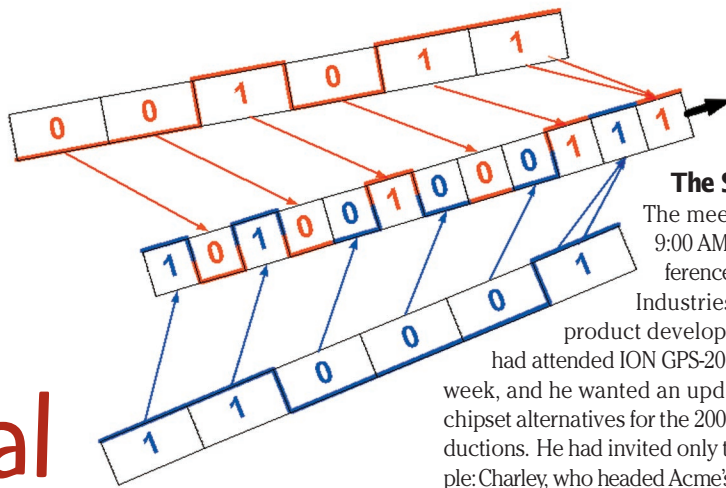 0 0 1 0 1 1
1 0 1 0 0 1 0 0 0 1 1 1
1 1 0 0 0 1
al
The S
The mee
9:00 AM
ference
Industries
product develop
had attended ION GPS-20
week, and he wanted an upd
chipset alternatives for the 200
ductions. He had invited only t
ple: Charley, who headed Acme's